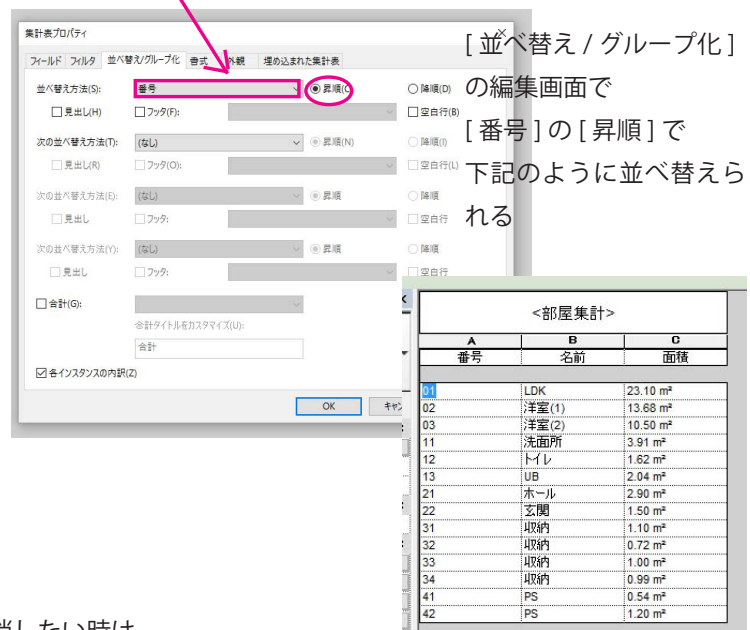 集計表プロパティ
フィールド フィルタ 並べ替え/グループ化 書式 外観 埋め込まれた集計表
並べ替え方法(S): 番号 昇順(C) 降順(D)
見出し(H) フッタ(F): 空白行(B)
次の並べ替え方法(T): (なし) 昇順(N) 降順(I)
見出し(R) フッタ(O): 空白行(L)
次の並べ替え方法(E): (なし) 昇順 降順
見出し フッタ: 空白行
次の並べ替え方法(Y): (なし) 昇順 降順
見出し フッタ: 空白行
合計(G):
合計タイトルをカスタマイズ(U):
合計
各インスタンスの内訳(Z)
OK キャン
[ 並べ替え / グループ化 ]
の編集画面で
[ 番号 ] の [ 昇順 ] で
下記のように並べ替えら
れる
<部屋集計>
A B C
番号 名前 面積
01 LDK 23.10 m²
02 洋室(1) 13.68 m²
03 洋室(2) 10.50 m²
11 洗面所 3.91 m²
12 トイレ 1.62 m²
13 UB 2.04 m²
21 ホール 2.90 m²
22 玄関 1.50 m²
31 収納 1.10 m²
32 収納 0.72 m²
33 収納 1.00 m²
34 収納 0.99 m²
41 PS 0.54 m²
42 PS 1.20 m²
したい時は